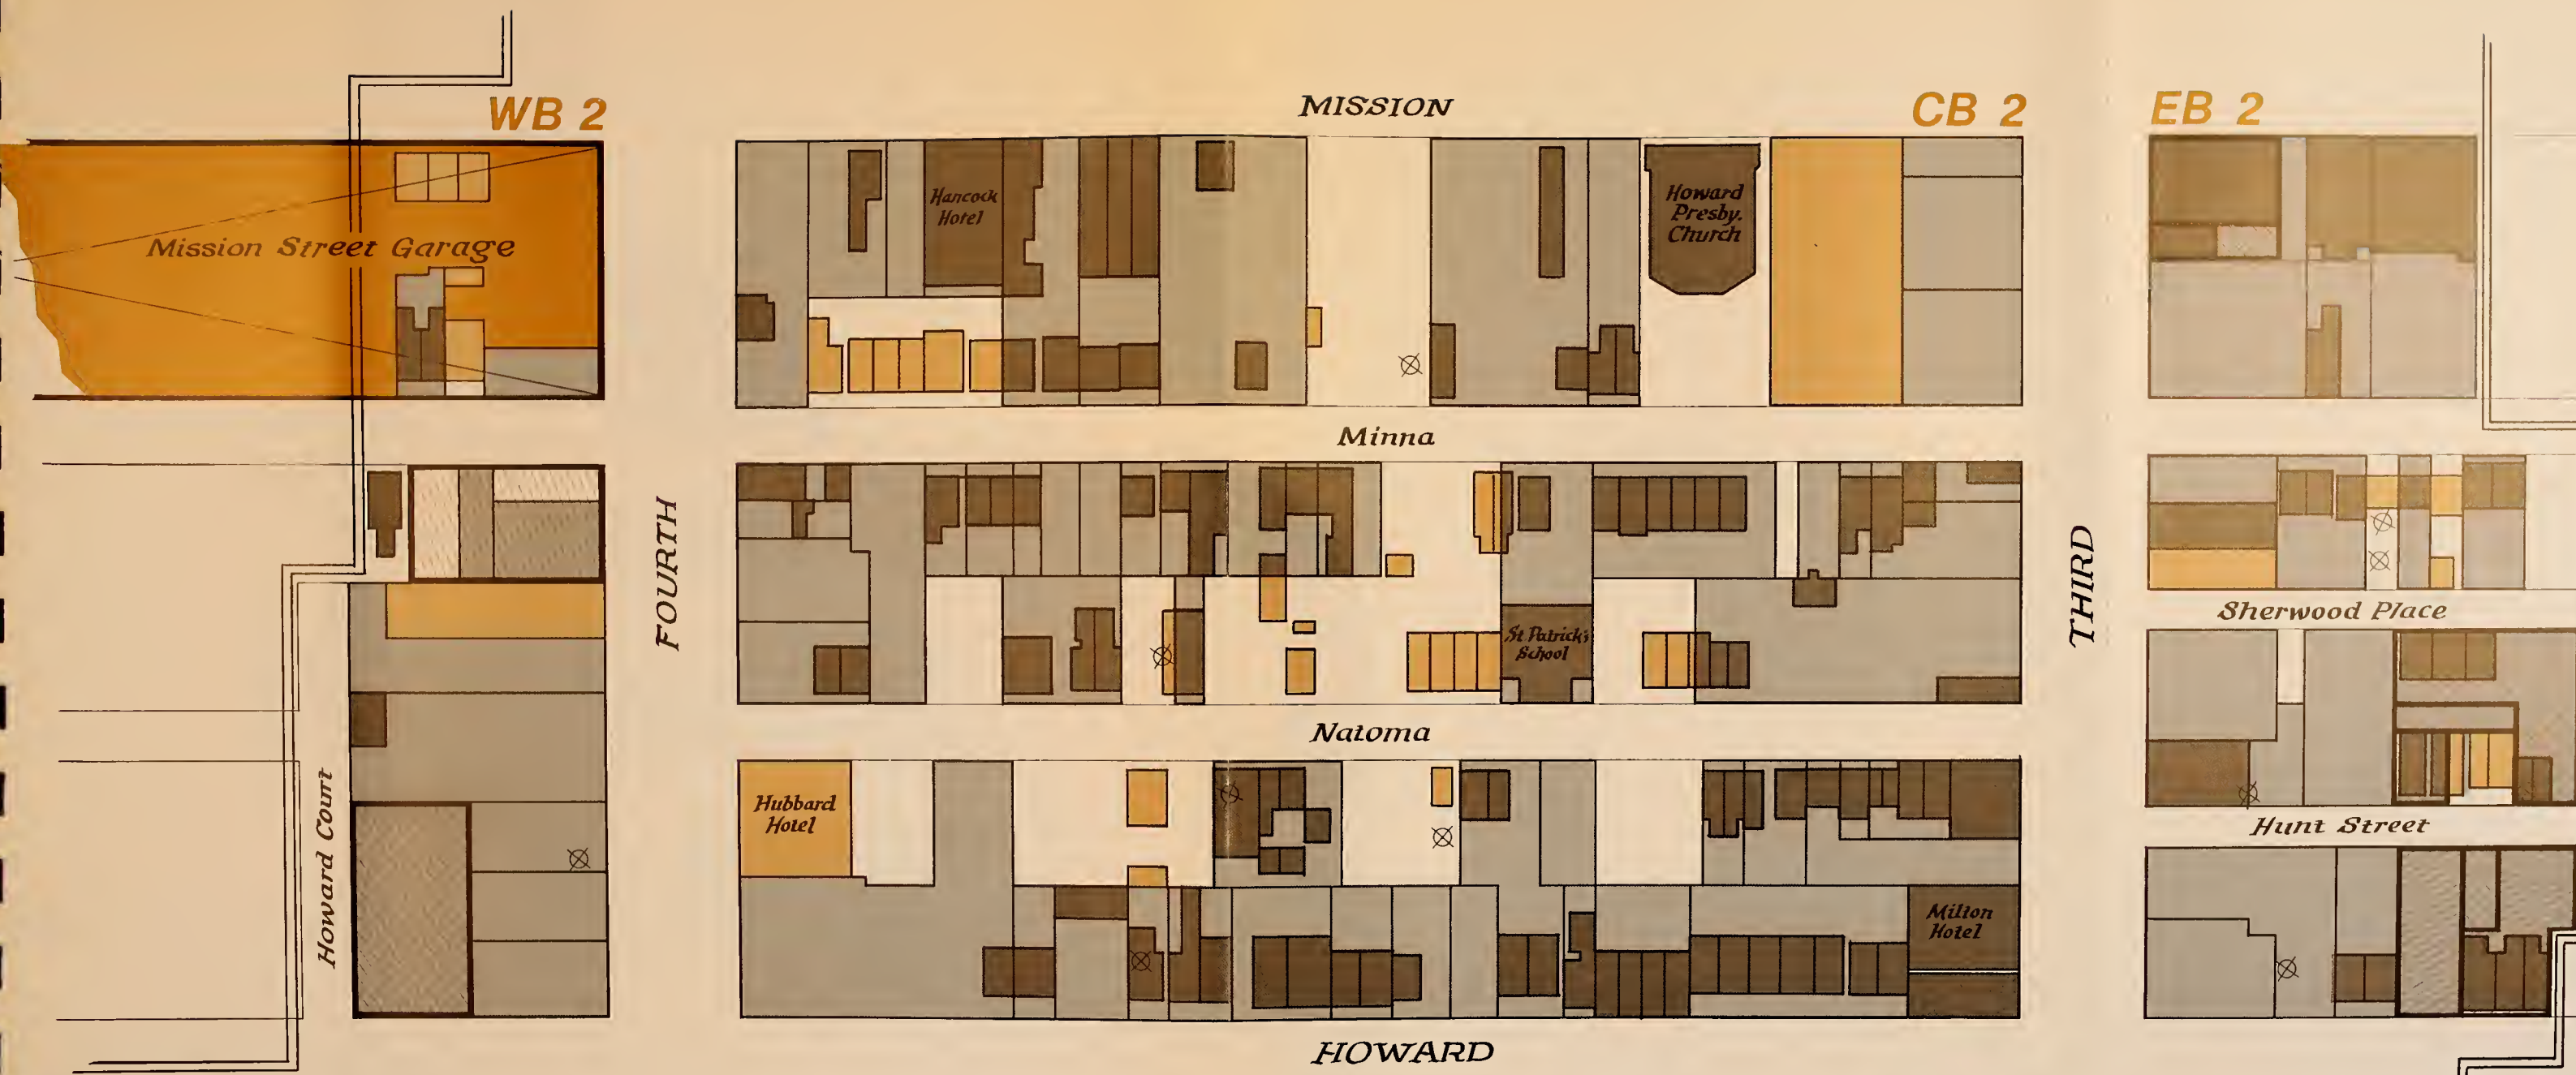 WB 2
MISSION
CB 2
EB 2
Mission Street Garage
Hancock
Hotel
Howard
Presby.
Church
Minna
FOURTH
THIRD
St Patrick's
School
Sherwood Place
Natoma
Hubbard
Hotel
Howard Court
Hunt Street
Milton
Hotel
HOWARD